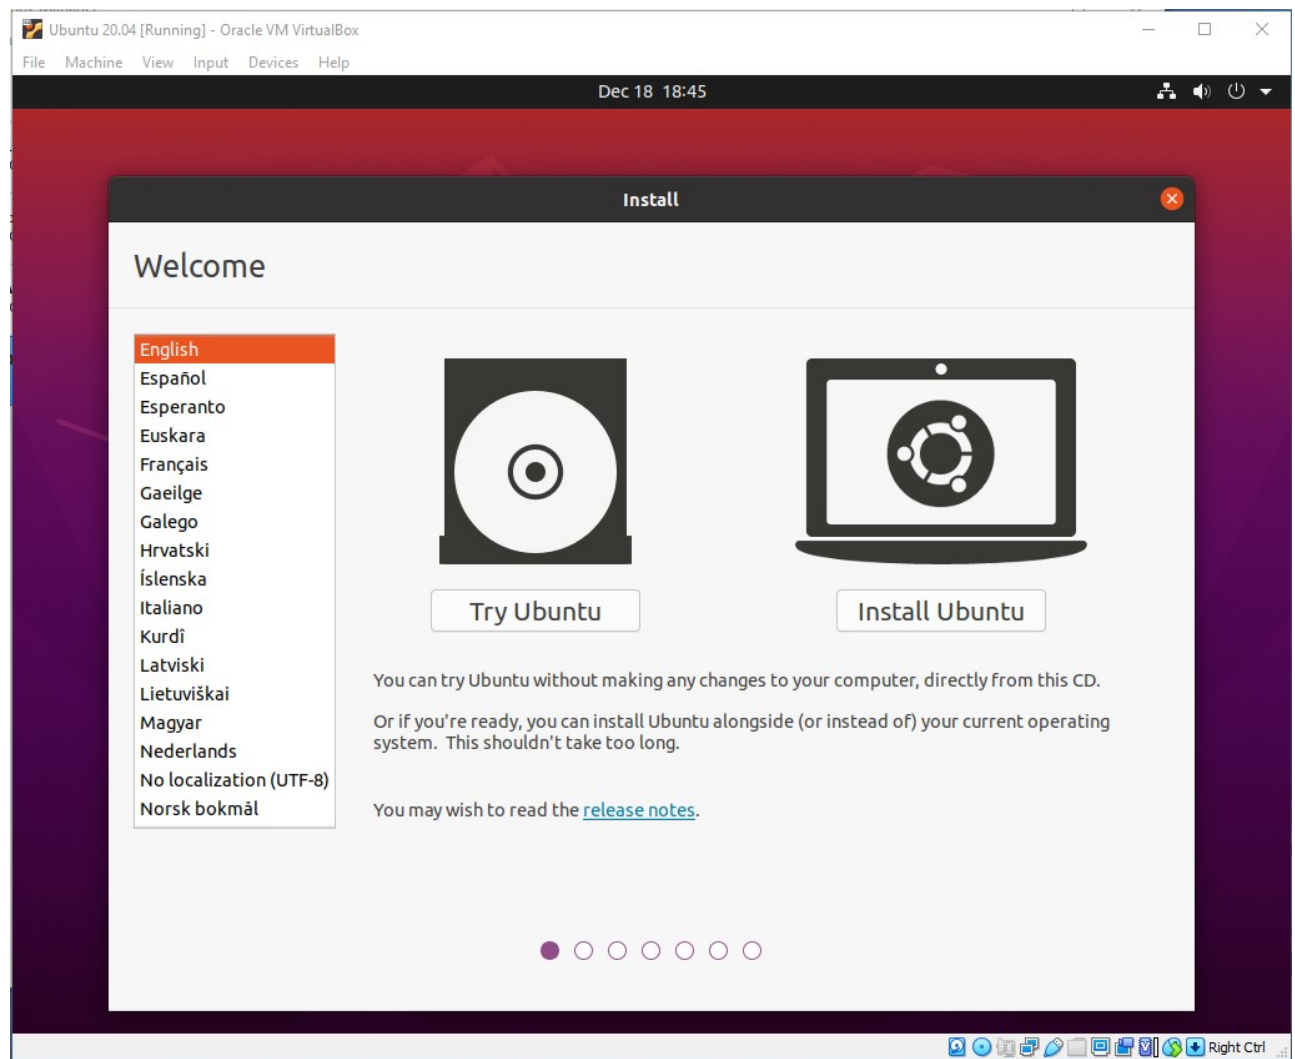 Ubuntu 20.04 [Running] - Oracle VM VirtualBox
File Machine View Input Devices Help
Dec 18 18:45
Install
Welcome
English
Español
Esperanto
Euskara
Français
Gaeilge
Galego
Hrvatski
Íslenska
Italiano
Kurdî
Latviski
Lietuviškai
Magyar
Nederlands
No localization (UTF-8)
Norsk bokmål
Try Ubuntu
Install Ubuntu
You can try Ubuntu without making any changes to your computer, directly from this CD.
Or if you're ready, you can install Ubuntu alongside (or instead of) your current operating
system. This shouldn't take too long.
You may wish to read the release notes.
Right Ctrl